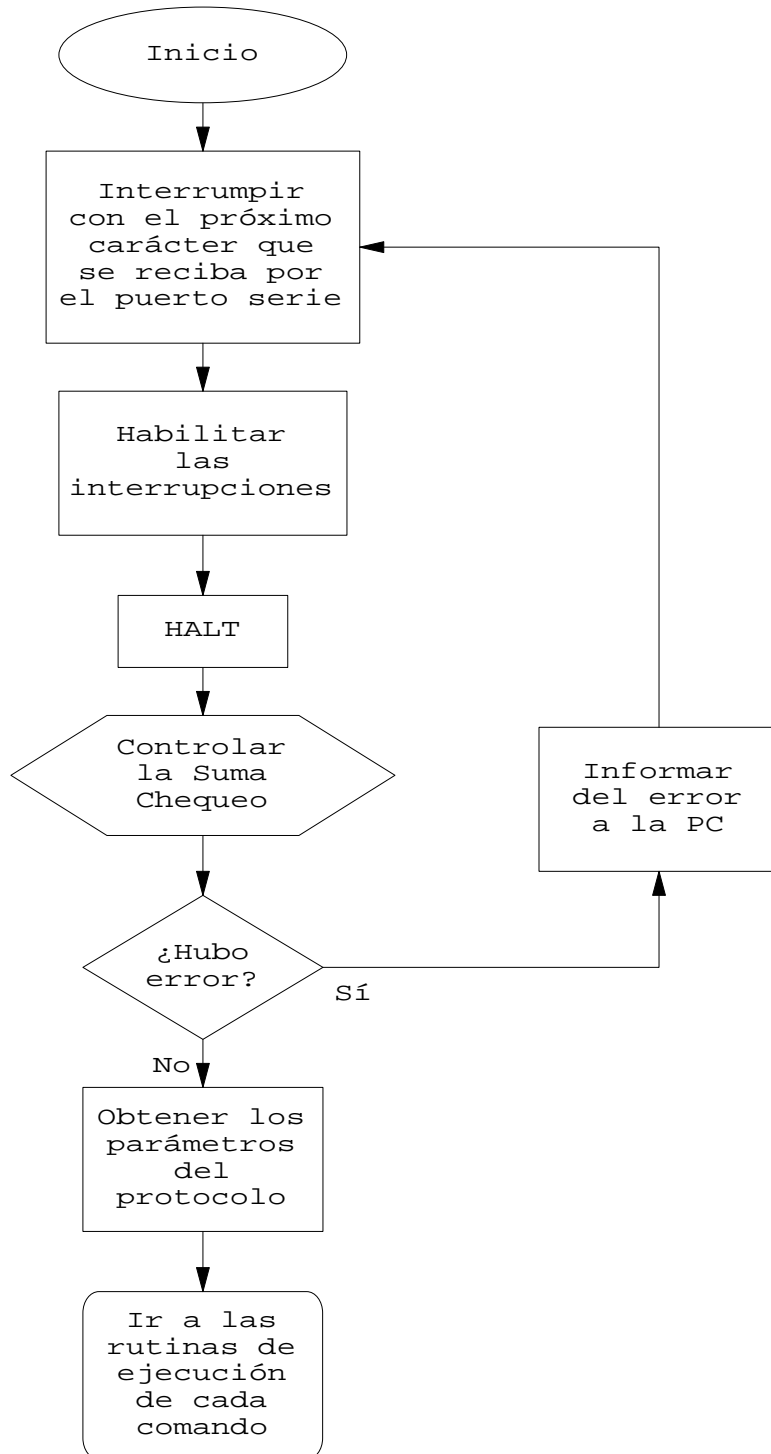 Inicio
Interrumpir
con el próximo
carácter que
se reciba por
el puerto serie
Habilitar
las
interrupciones
HALT
Controlar
la Suma
Chequeo
Informar
del error
a la PC
¿Hubo
error?
Sí
No
Obtener los
parámetros
del
protocolo
Ir a las
rutinas de
ejecución
de cada
comando